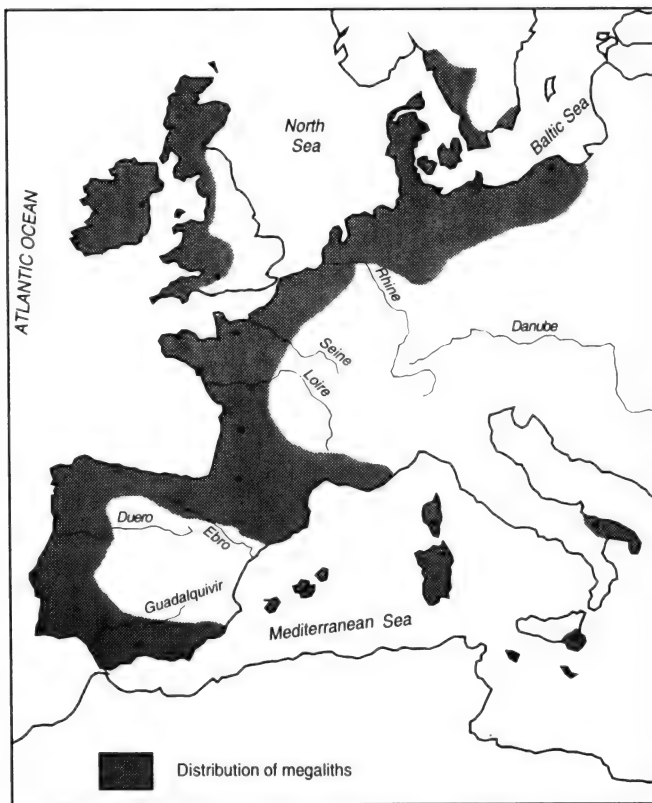 North
Sea
Baltic Sea
ATLANTIC OCEAN
Rhine
Danube
Seine
Loire
Duero
Ebro
Guadalquivir
Mediterranean Sea
Distribution of megaliths